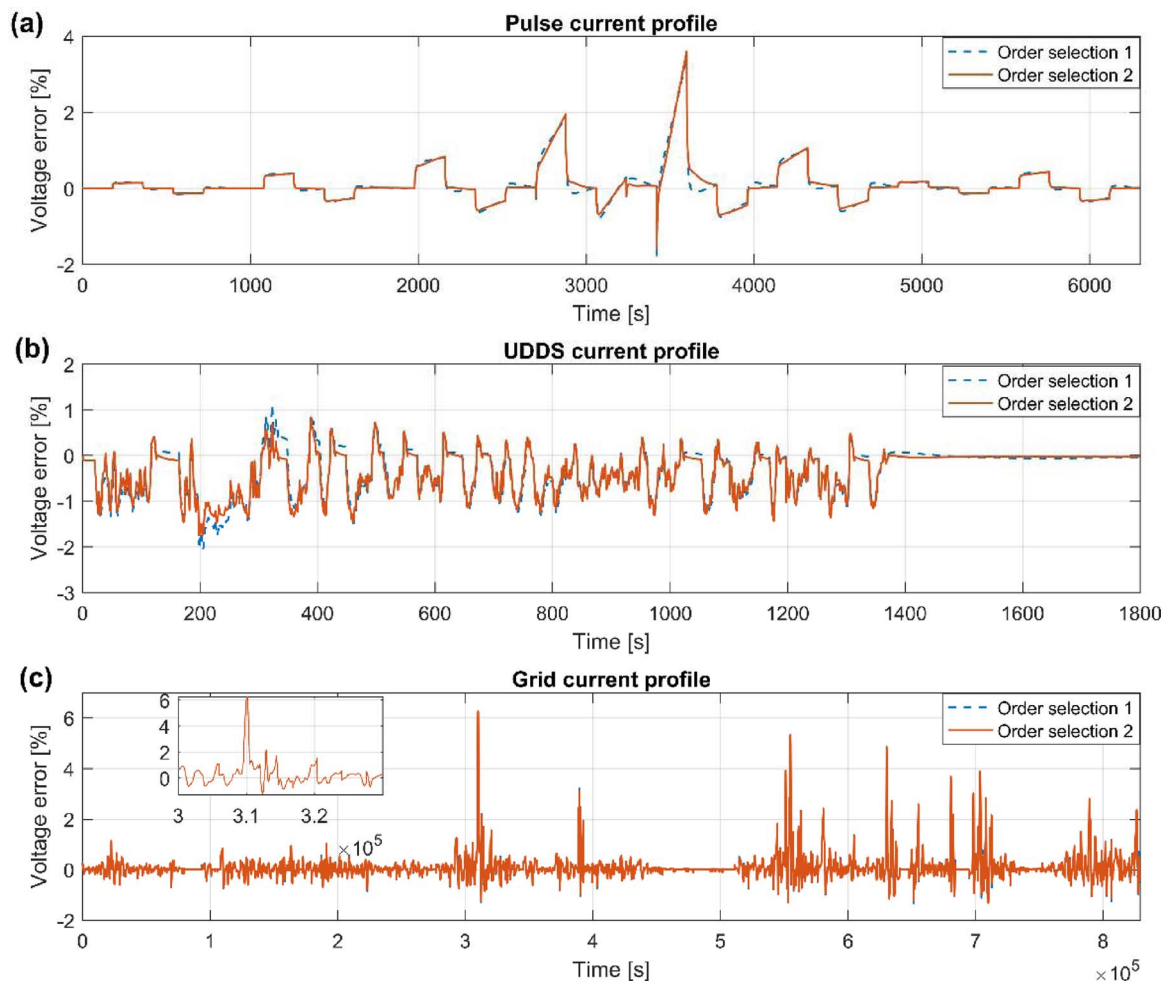 (a)
Pulse current profile
Voltage error [%]
4
2
0
-2
Order selection 1
Order selection 2
0 1000 2000 3000 4000 5000 6000
Time [s]
(b)
UDDS current profile
Voltage error [%]
2
1
0
-1
-2
-3
Order selection 1
Order selection 2
0 200 400 600 800 1000 1200 1400 1600 1800
Time [s]
(c)
Grid current profile
Voltage error [%]
6
4
2
0
-2
6
4
2
0
3 3.1 3.2
×10⁵
Order selection 1
Order selection 2
0 1 2 3 4 5 6 7 8
Time [s]
×10⁵